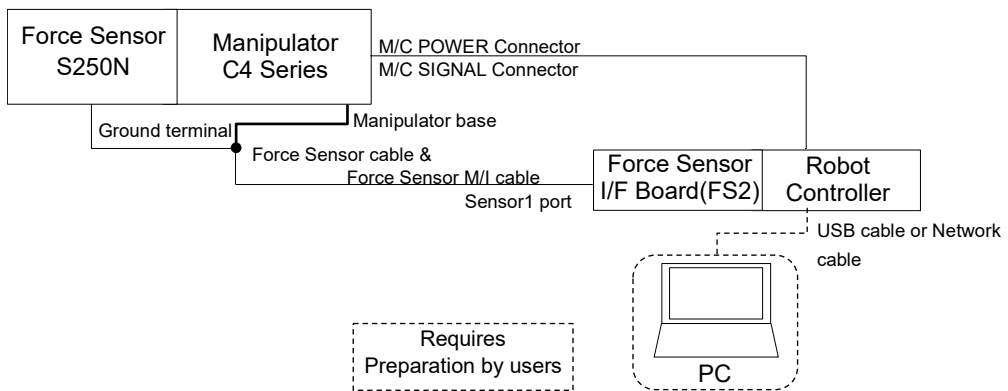 Force Sensor
S250N
Manipulator
C4 Series
M/C POWER Connector
M/C SIGNAL Connector
Ground terminal
Manipulator base
Force Sensor cable &
Force Sensor M/I cable
Sensor1 port
Force Sensor
I/F Board(FS2)
Robot
Controller
USB cable or Network
cable
PC
Requires
Preparation by users